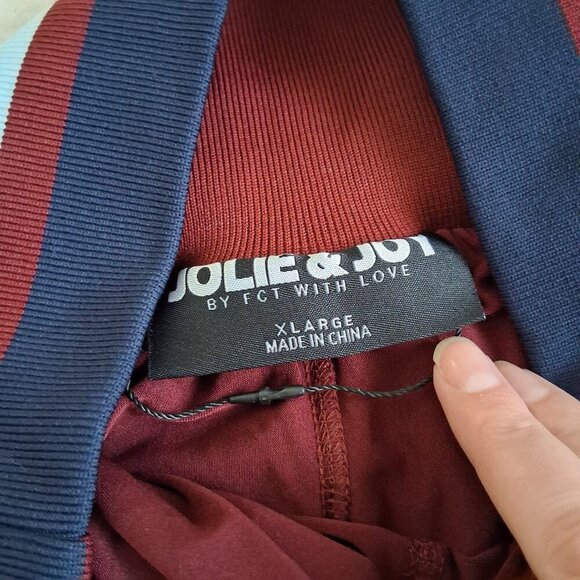 JOLIE & JOY
BY FCT WITH LOVE
XLARGE
MADE IN CHINA